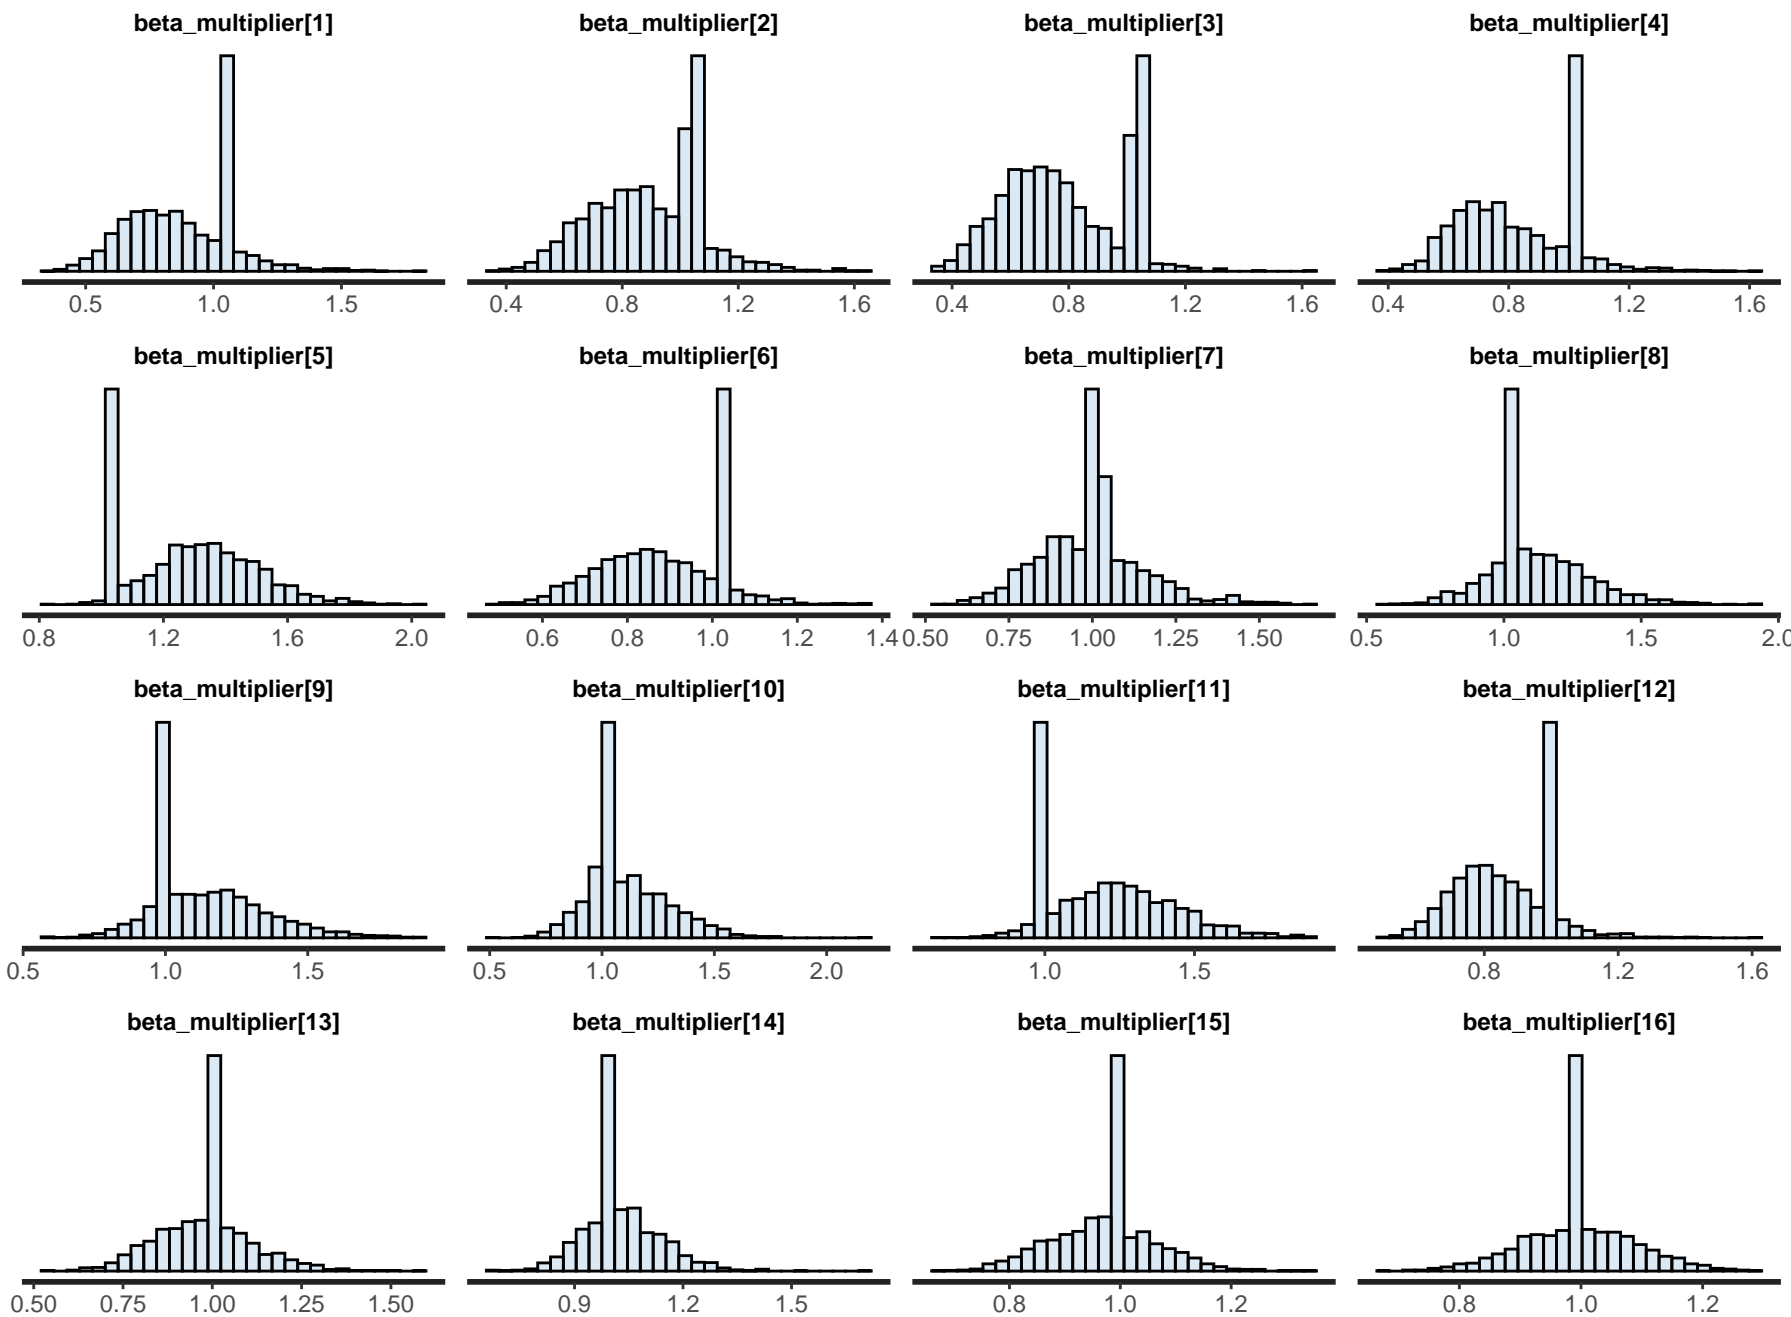 beta_multiplier[1] beta_multiplier[2] beta_multiplier[3] beta_multiplier[4]
0.5 1.0 1.5 0.4 0.8 1.2 1.6 0.4 0.8 1.2 1.6 0.4 0.8 1.2 1.6
beta_multiplier[5] beta_multiplier[6] beta_multiplier[7] beta_multiplier[8]
0.8 1.2 1.6 2.0 0.6 0.8 1.0 1.2 1.4 0.50 0.75 1.00 1.25 1.50 0.5 1.0 1.5 2.0
beta_multiplier[9] beta_multiplier[10] beta_multiplier[11] beta_multiplier[12]
0.5 1.0 1.5 0.5 1.0 1.5 2.0 1.0 1.5 0.8 1.2 1.6
beta_multiplier[13] beta_multiplier[14] beta_multiplier[15] beta_multiplier[16]
0.50 0.75 1.00 1.25 1.50 0.9 1.2 1.5 0.8 1.0 1.2 0.8 1.0 1.2